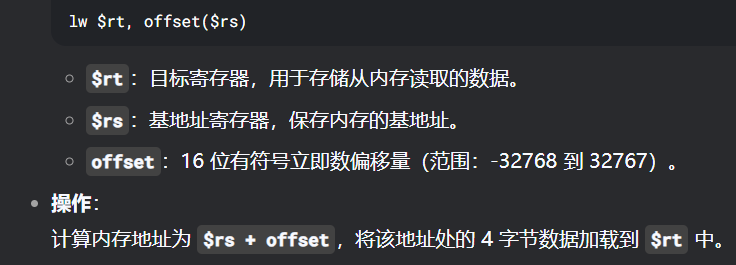 lw $rt, offset($rs)
$rt：目标寄存器，用于存储从内存读取的数据。
$rs：基地址寄存器，保存内存的基地址。
offset：16 位有符号立即数偏移量（范围：-32768 到 32767）。
操作：
计算内存地址为 $rs + offset，将该地址处的 4 字节数据加载到 $rt 中。